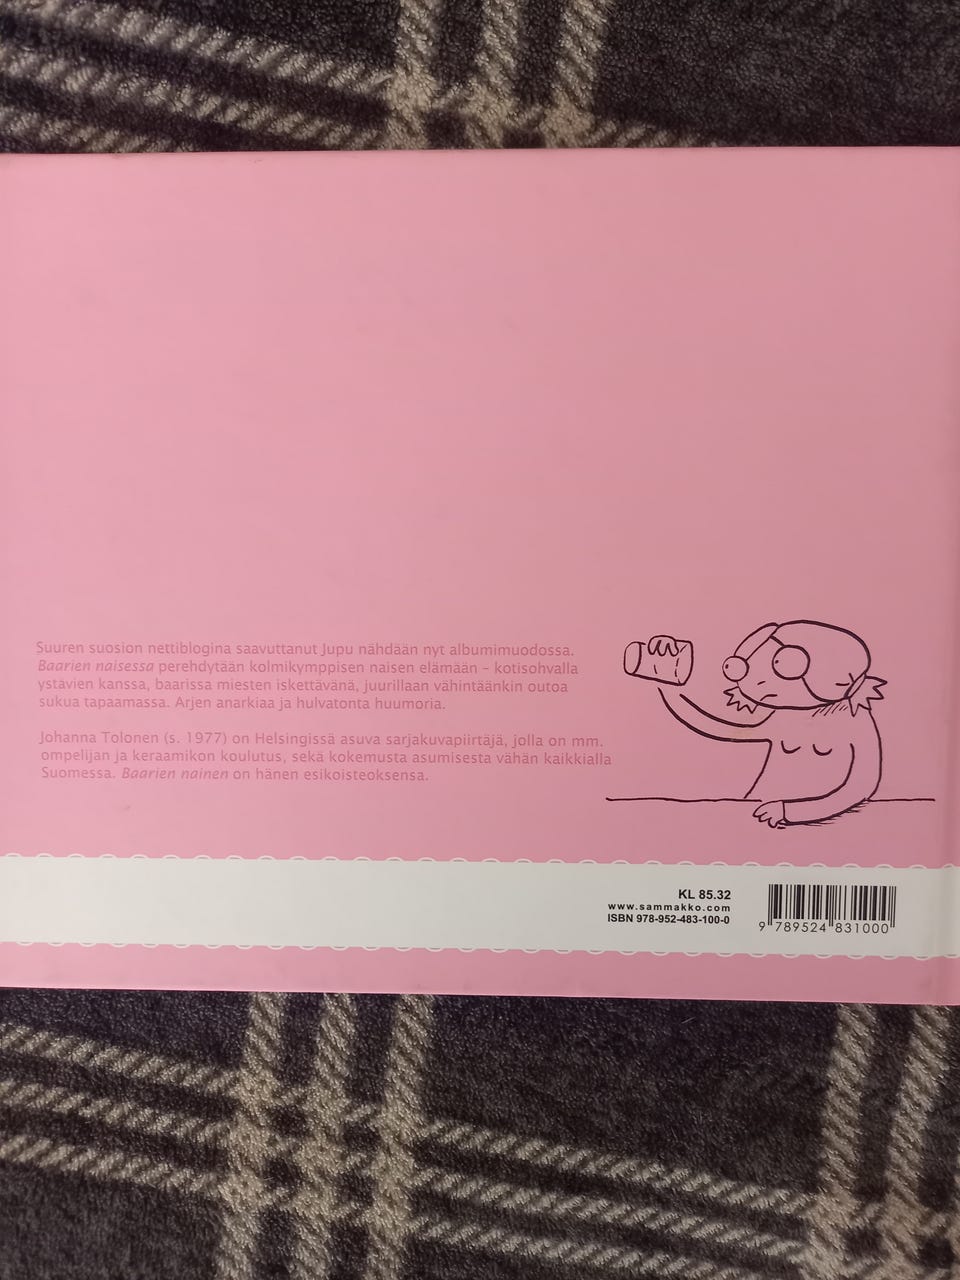 Suuren suosion nettiblogina saavuttanut Jupu nähdään nyt albumimuodossa.
Baarien naisessa perehdytään kolmikymppisen naisen elämään – kotisohvalla
ystävien kanssa, baarissa miesten iskettävänä, juurillaan vähintäänkin outoa
sukua tapaamassa. Arjen anarkiaa ja hulvatonta huumoria.
Johanna Tolonen (s. 1977) on Helsingissä asuva sarjakuvapiirtäjä, jolla on mm.
ompelijan ja keraamikon koulutus, sekä kokemusta asumisesta vähän kaikkialla
Suomessa. Baarien nainen on hänen esikoisteoksensa.
KL 85.32
www.sammakko.com
ISBN 978-952-483-100-0
9 789524 831000